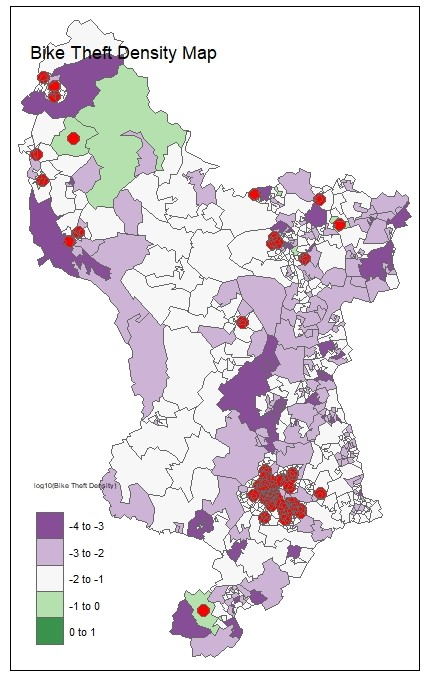 Bike Theft Density Map
log10(Bike Theft Density)
-4 to -3
-3 to -2
-2 to -1
-1 to 0
0 to 1